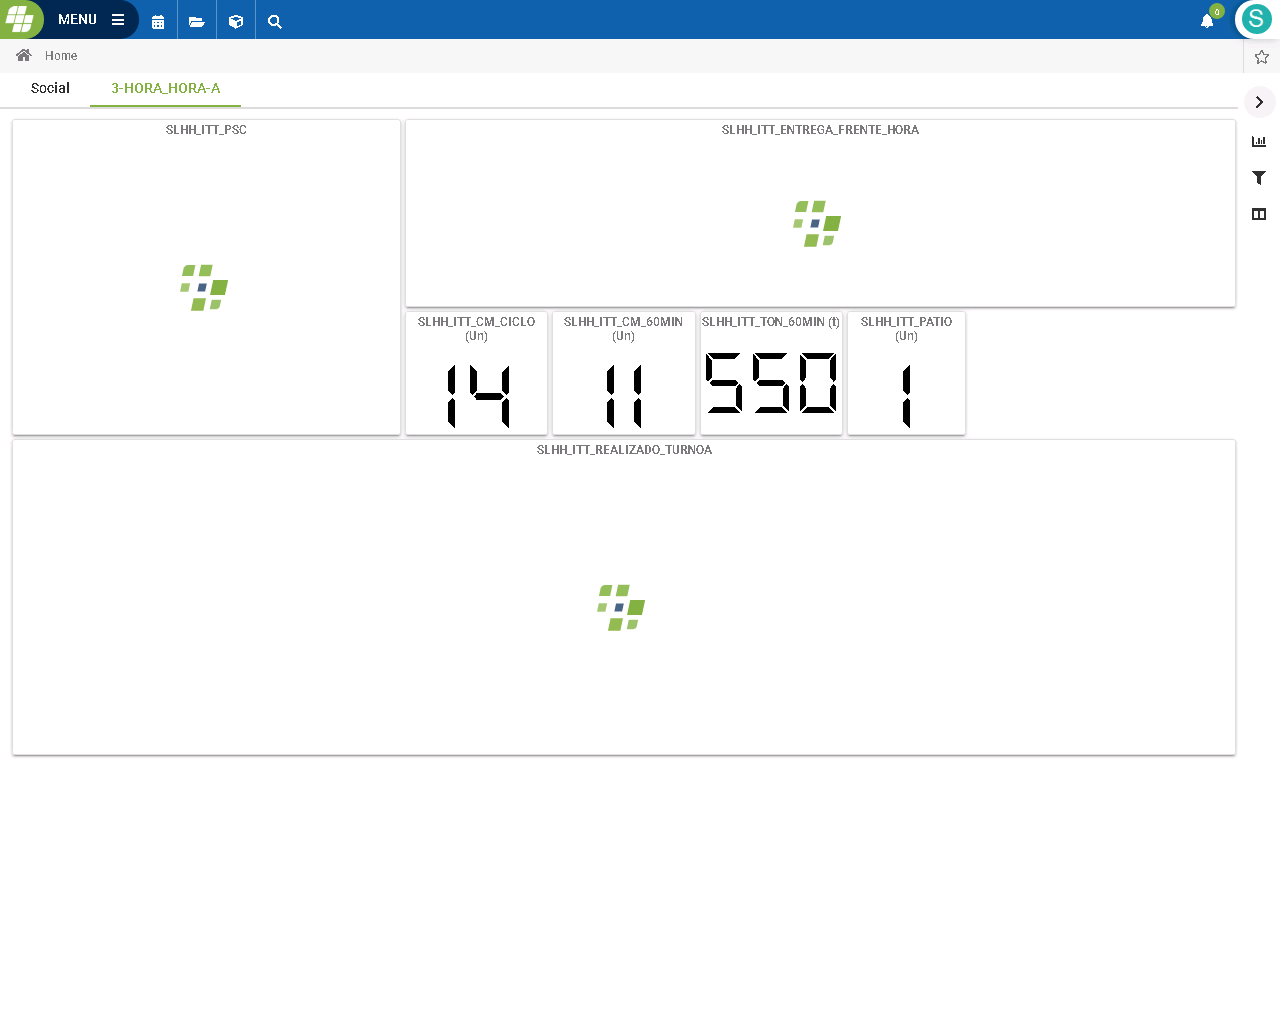 MENU
0
S
Home
Social
3-HORA_HORA-A
SLHH_ITT_PSC
SLHH_ITT_ENTREGA_FRENTE_HORA
SLHH_ITT_CM_CICLO
(Un)
14
SLHH_ITT_CM_60MIN
(Un)
11
SLHH_ITT_TON_60MIN (t)
550
SLHH_ITT_PATIO
(Un)
1
SLHH_ITT_REALIZADO_TURNOA